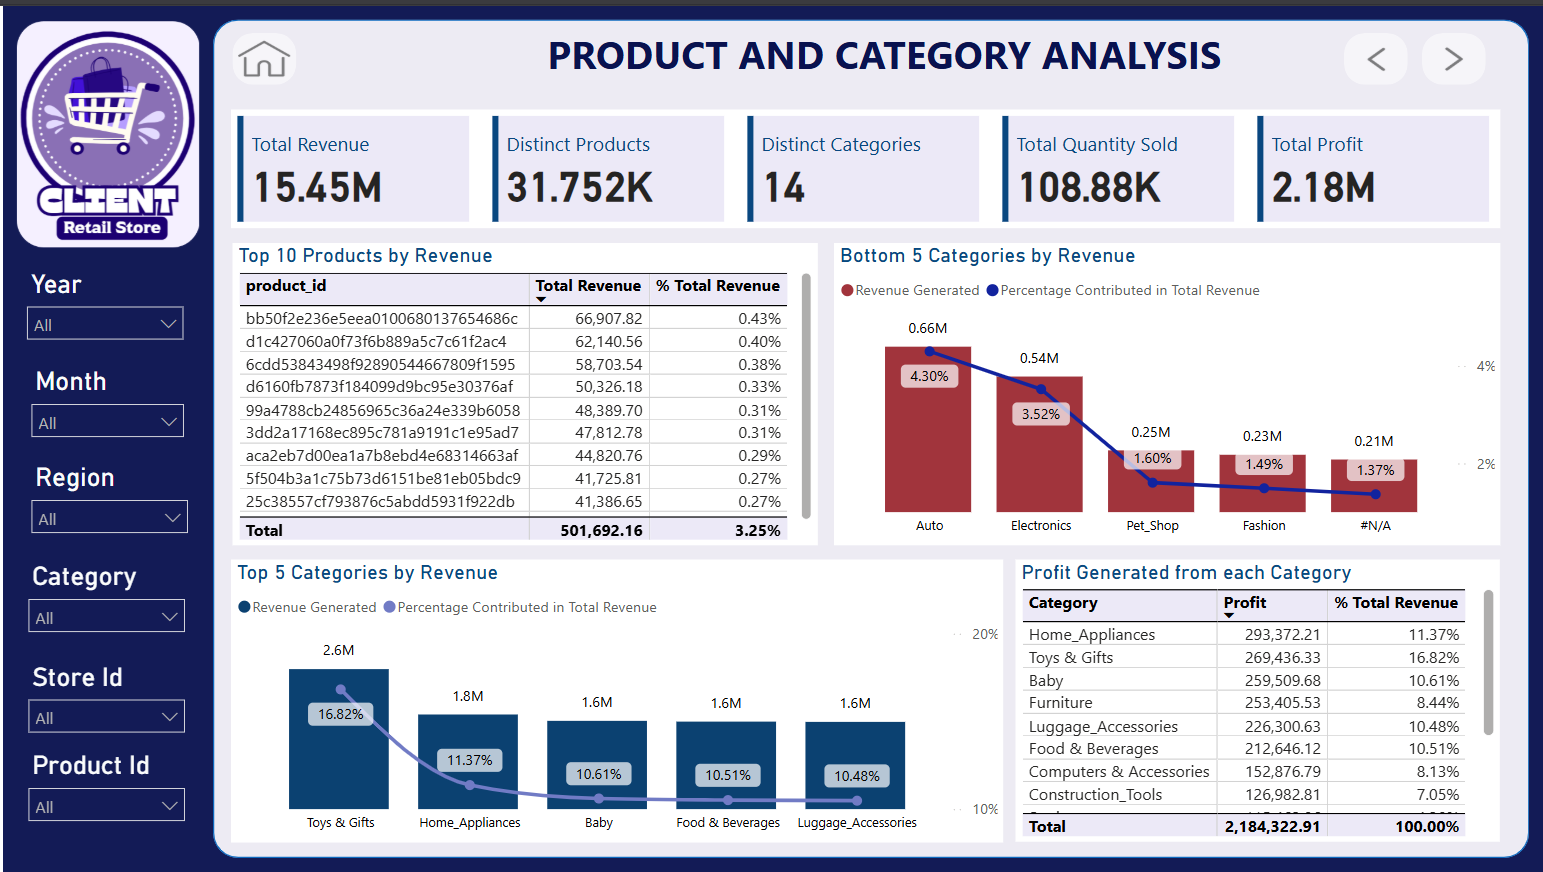 PRODUCT AND CATEGORY ANALYSIS
CLIENT
Retail Store
Year
All
Month
All
Region
All
Category
All
Store Id
All
Product Id
All
Total Revenue
15.45M
Distinct Products
31.752K
Distinct Categories
14
Total Quantity Sold
108.88K
Total Profit
2.18M
Top 10 Products by Revenue
product_id Total Revenue % Total Revenue
bb50f2e236e5eea0100680137654686c 66,907.82 0.43%
d1c427060a0f73f6b889a5c7c61f2ac4 62,140.56 0.40%
6cdd53843498f92890544667809f1595 58,703.54 0.38%
d6160fb7873f184099d9bc95e30376af 50,326.18 0.33%
99a4788cb24856965c36a24e339b6058 48,389.70 0.31%
3dd2a17168ec895c781a9191c1e95ad7 47,812.78 0.31%
aca2eb7d00ea1a7b8ebd4e68314663af 44,820.76 0.29%
5f504b3a1c75b73d6151be81eb05bdc9 41,725.81 0.27%
25c38557cf793876c5abdd5931f922db 41,386.65 0.27%
Total 501,692.16 3.25%
Bottom 5 Categories by Revenue
Revenue Generated Percentage Contributed in Total Revenue
0.66M 0.54M 0.25M 0.23M 0.21M
4.30% 3.52% 1.60% 1.49% 1.37%
4%
2%
Auto Electronics Pet_Shop Fashion #N/A
Top 5 Categories by Revenue
Revenue Generated Percentage Contributed in Total Revenue
20%
2.6M 1.8M 1.6M 1.6M 1.6M
16.82% 11.37% 10.61% 10.51% 10.48%
10%
Toys & Gifts Home_Appliances Baby Food & Beverages Luggage_Accessories
Profit Generated from each Category
Category Profit % Total Revenue
Home_Appliances 293,372.21 11.37%
Toys & Gifts 269,436.33 16.82%
Baby 259,509.68 10.61%
Furniture 253,405.53 8.44%
Luggage_Accessories 226,300.63 10.48%
Food & Beverages 212,646.12 10.51%
Computers & Accessories 152,876.79 8.13%
Construction_Tools 126,982.81 7.05%
Total 2,184,322.91 100.00%